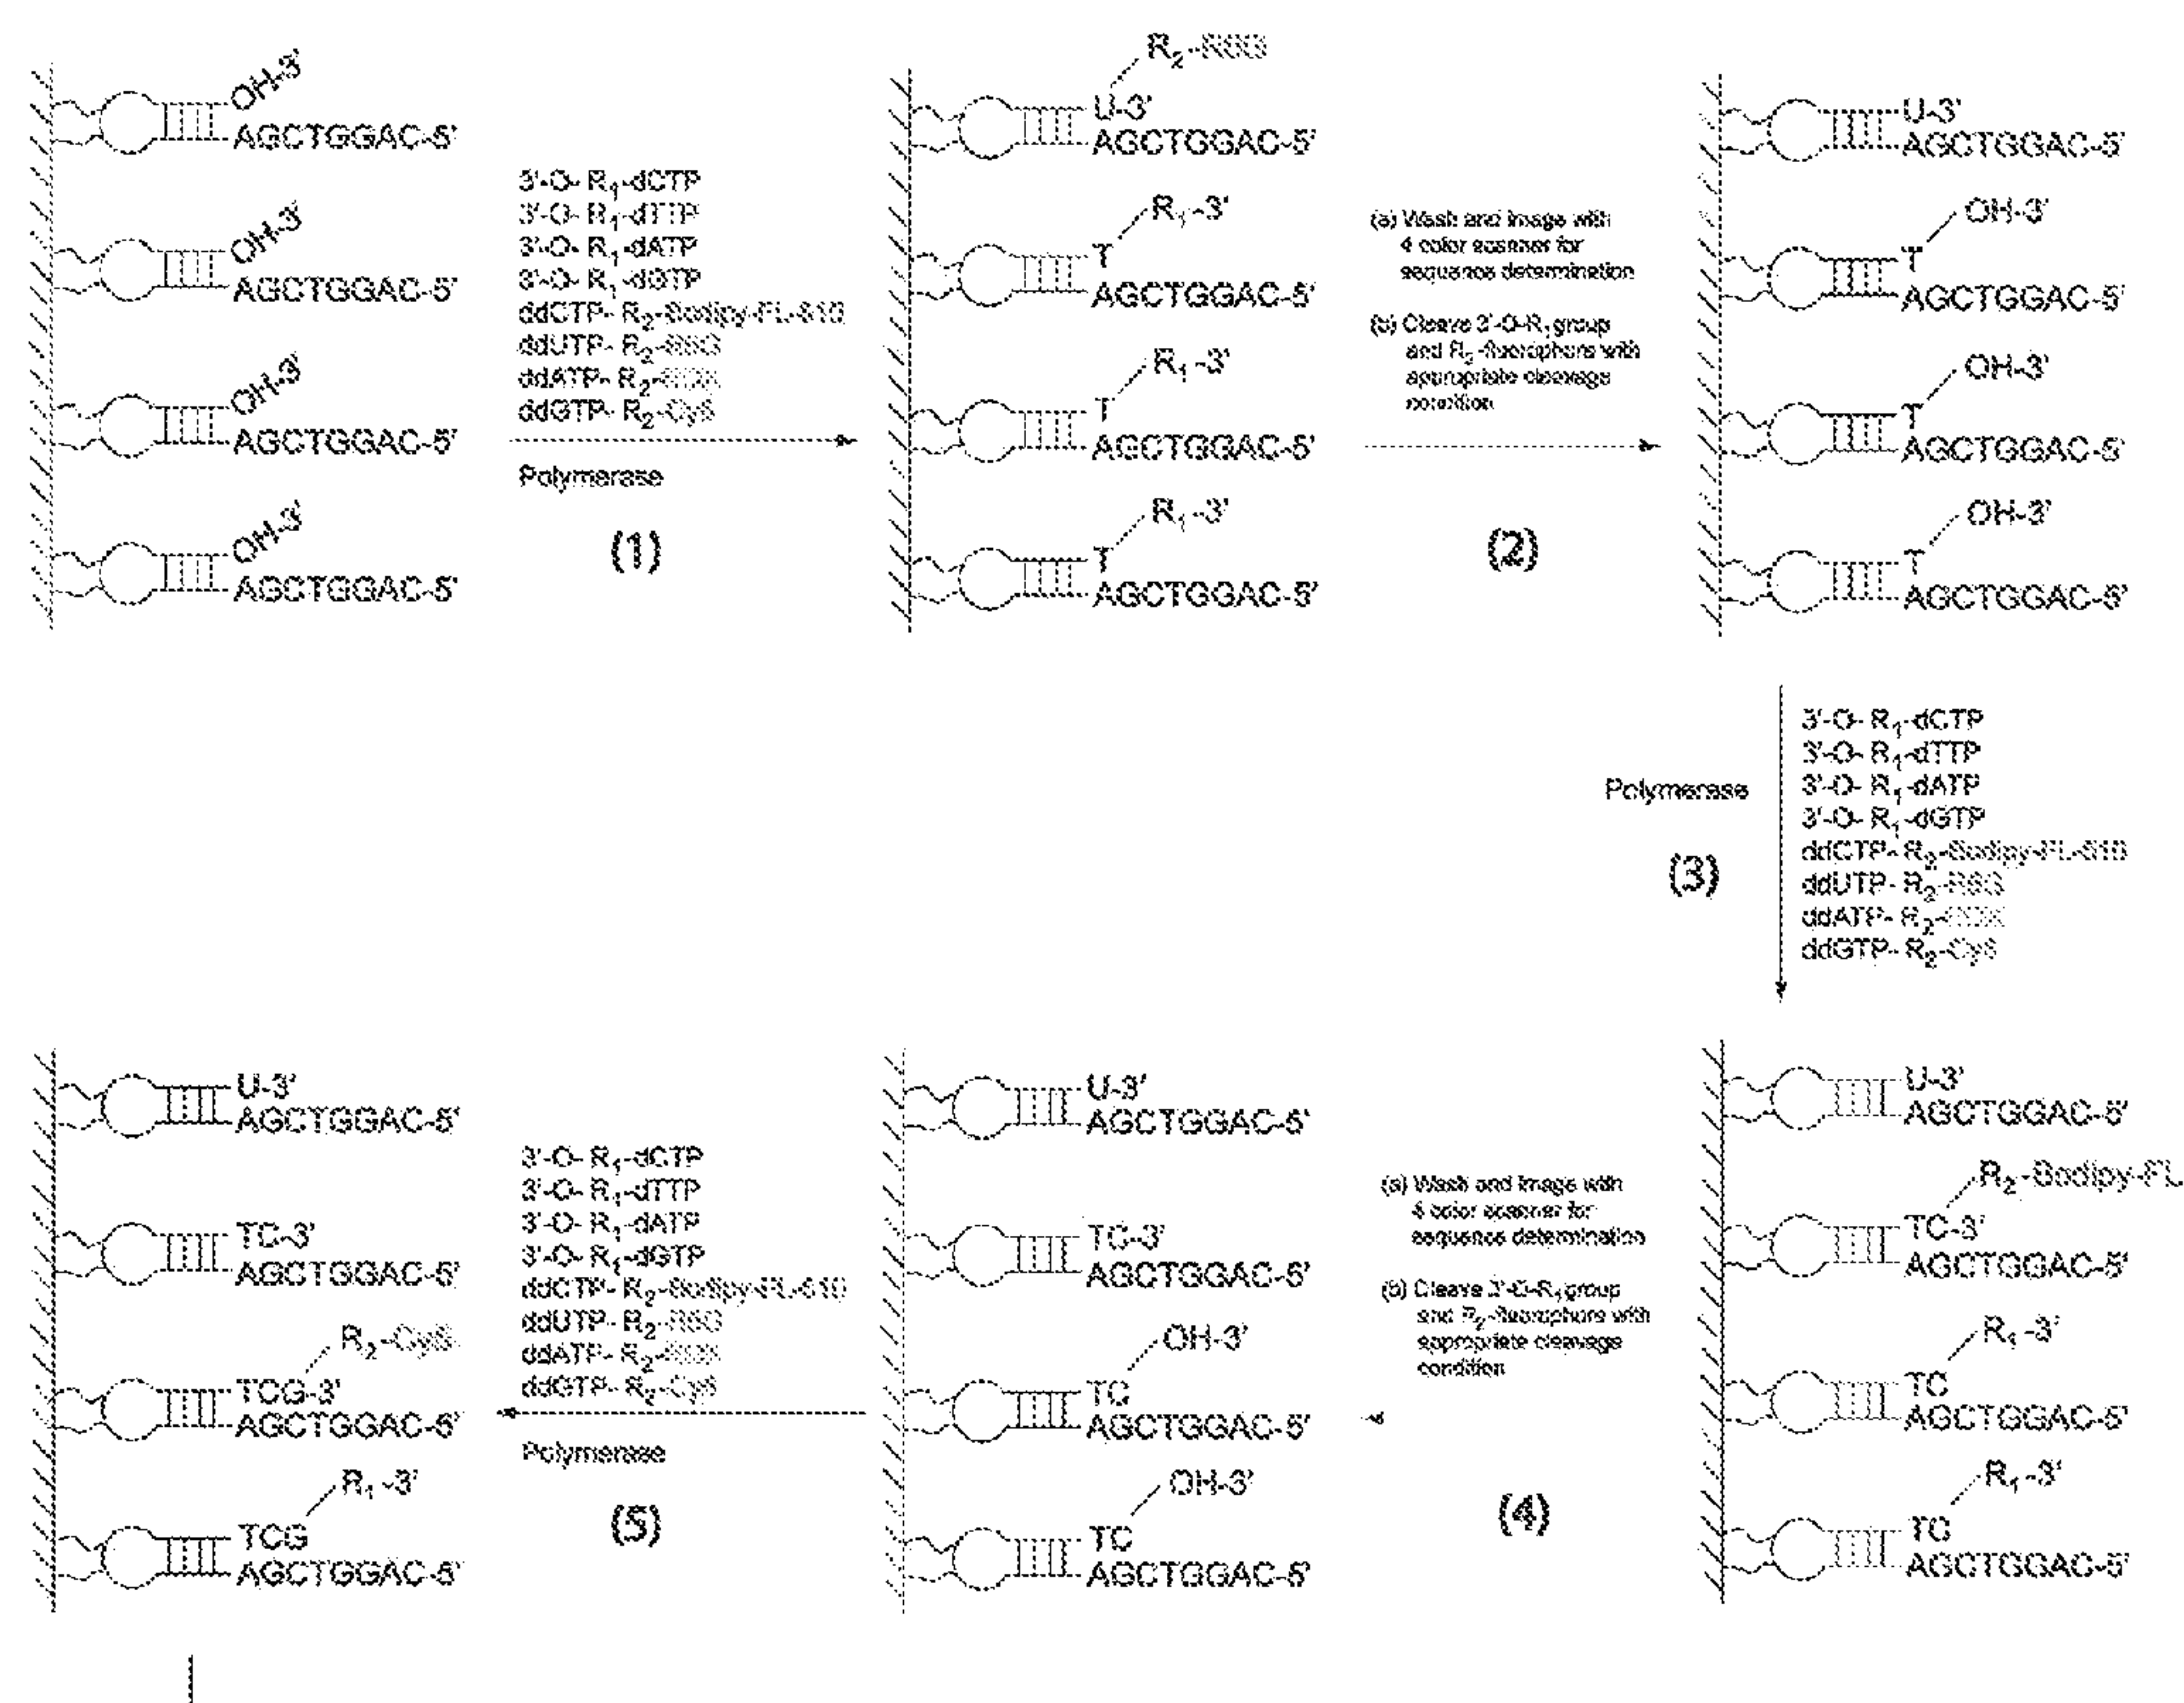 OH-3'
AGCTGGAC-5'
OH-3'
AGCTGGAC-5'
OH-3'
AGCTGGAC-5'
OH-3'
AGCTGGAC-5'
3'-O- R1-dCTP
3'-O- R1-dTTP
3'-O- R1-dATP
3'-O- R1-dGTP
ddCTP- R2-Bodipy-FL-510
ddUTP- R2-R6G
ddATP- R2-
ddGTP- R2-Cy5
Polymerase
(1)
R2-R6G
U-3'
AGCTGGAC-5'
R1-3'
T
AGCTGGAC-5'
R1-3'
T
AGCTGGAC-5'
R1-3'
T
AGCTGGAC-5'
(a) Wash and image with
4 color scanner for
sequence determination
(b) Cleave 3'-O-R1 group
and R2-fluorophore with
appropriate cleavage
condition
(2)
U-3'
AGCTGGAC-5'
OH-3'
T
AGCTGGAC-5'
OH-3'
T
AGCTGGAC-5'
OH-3'
T
AGCTGGAC-5'
Polymerase
(3)
3'-O- R1-dCTP
3'-O- R1-dTTP
3'-O- R1-dATP
3'-O- R1-dGTP
ddCTP- R2-Bodipy-FL-510
ddUTP- R2-R6G
ddATP- R2-
ddGTP- R2-Cy5
U-3'
AGCTGGAC-5'
R2-Bodipy-FL
TC-3'
AGCTGGAC-5'
R1-3'
TC
AGCTGGAC-5'
R1-3'
TC
AGCTGGAC-5'
(a) Wash and image with
4 color scanner for
sequence determination
(b) Cleave 3'-O-R1 group
and R2-fluorophore with
appropriate cleavage
condition
(4)
U-3'
AGCTGGAC-5'
TC-3'
AGCTGGAC-5'
OH-3'
TC
AGCTGGAC-5'
OH-3'
TC
AGCTGGAC-5'
3'-O- R1-dCTP
3'-O- R1-dTTP
3'-O- R1-dATP
3'-O- R1-dGTP
ddCTP- R2-Bodipy-FL-510
ddUTP- R2-R6G
ddATP- R2-
ddGTP- R2-Cy5
Polymerase
(5)
U-3'
AGCTGGAC-5'
TC-3'
AGCTGGAC-5'
R2-Cy5
TCG-3'
AGCTGGAC-5'
R1-3'
TCG
AGCTGGAC-5'